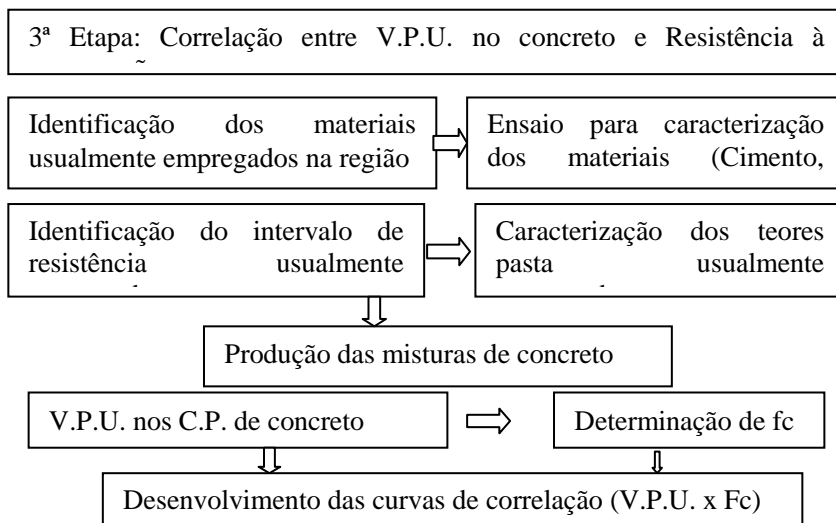 3ª Etapa: Correlação entre V.P.U. no concreto e Resistência à
Identificação dos materiais
usualmente empregados na região
Ensaio para caracterização
dos materiais (Cimento,
Identificação do intervalo de
resistência usualmente
Caracterização dos teores
pasta usualmente
Produção das misturas de concreto
V.P.U. nos C.P. de concreto
Determinação de fc
Desenvolvimento das curvas de correlação (V.P.U. x Fc)